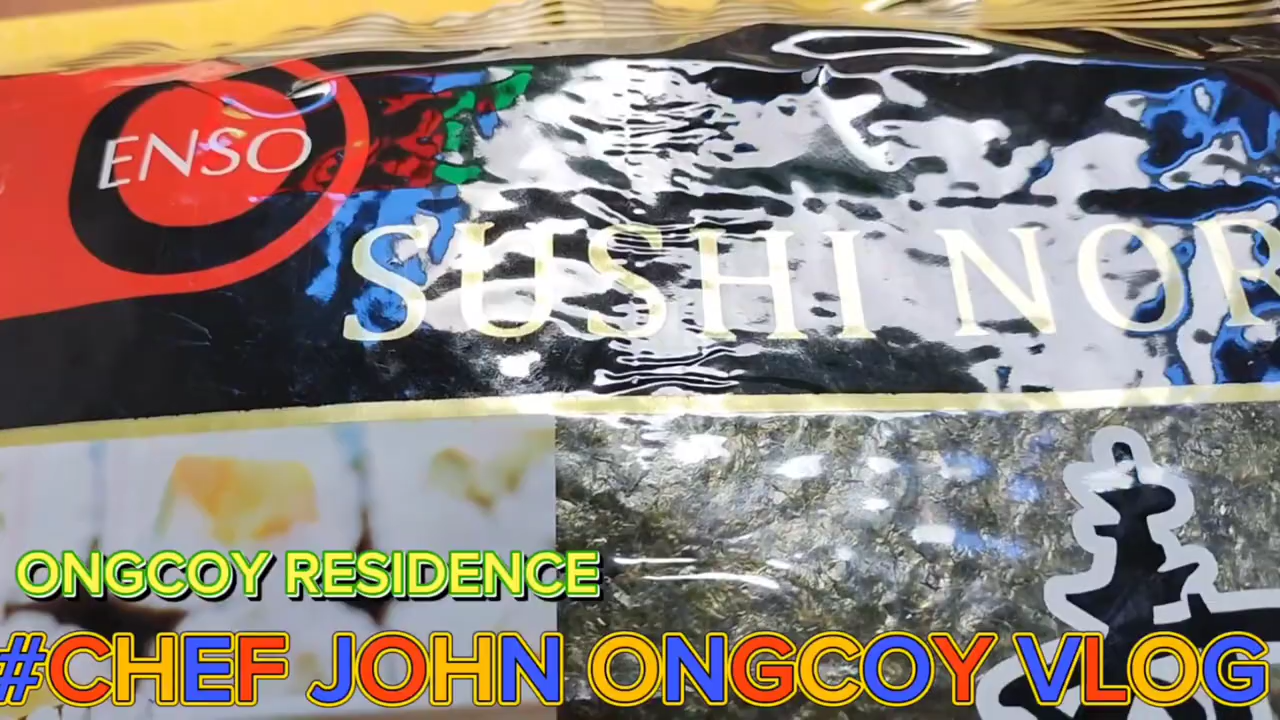 ENSO
SUSHI NOR
ONGCOY RESIDENCE
#CHEF JOHN ONGCOY VLOG